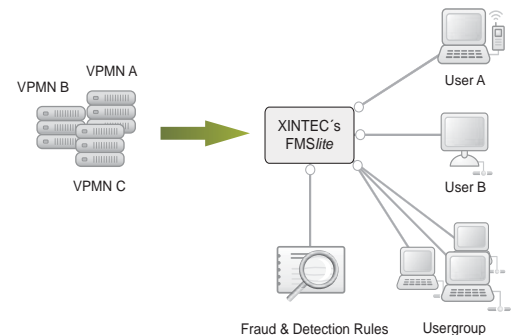 VPMN A
VPMN B
VPMN C
XINTEC´s
FMSlite
User A
User B
Fraud & Detection Rules
Usergroup